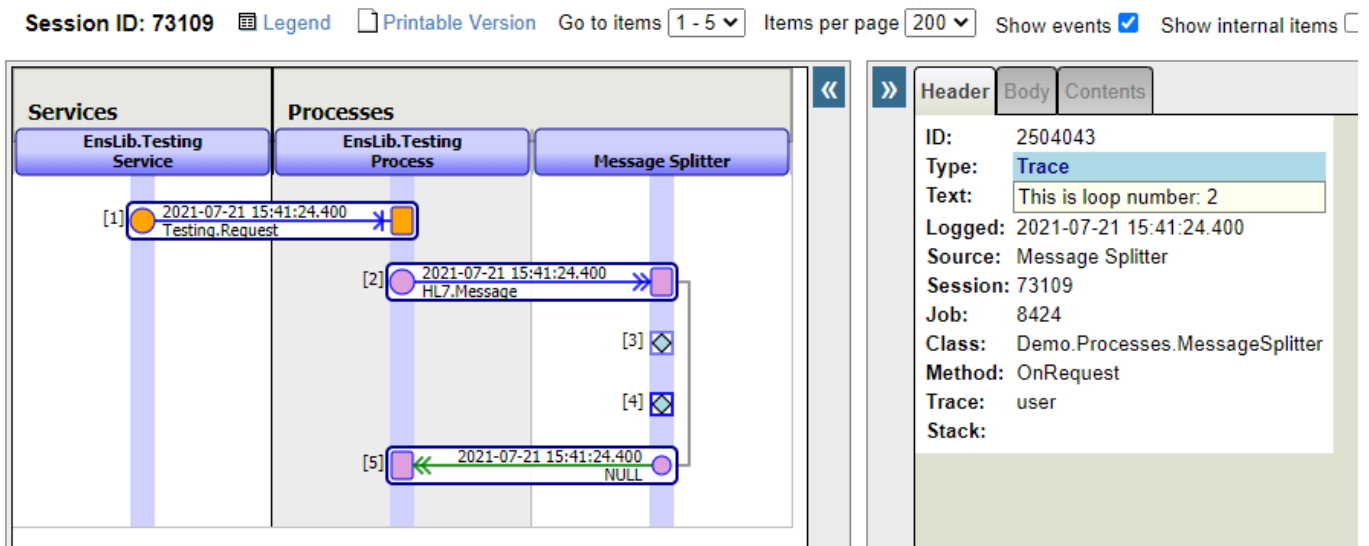 Session ID: 73109 Legend Printable Version Go to items 1 - 5 Items per page 200 Show events Show internal items
« » Header Body Contents
Services Processes
EnsLib.Testing Service EnsLib.Testing Process Message Splitter
[1] 2021-07-21 15:41:24.400
Testing.Request
[2] 2021-07-21 15:41:24.400
HL7.Message
[3]
[4]
[5] 2021-07-21 15:41:24.400
NULL
ID: 2504043
Type: Trace
Text: This is loop number: 2
Logged: 2021-07-21 15:41:24.400
Source: Message Splitter
Session: 73109
Job: 8424
Class: Demo.Processes.MessageSplitter
Method: OnRequest
Trace: user
Stack: